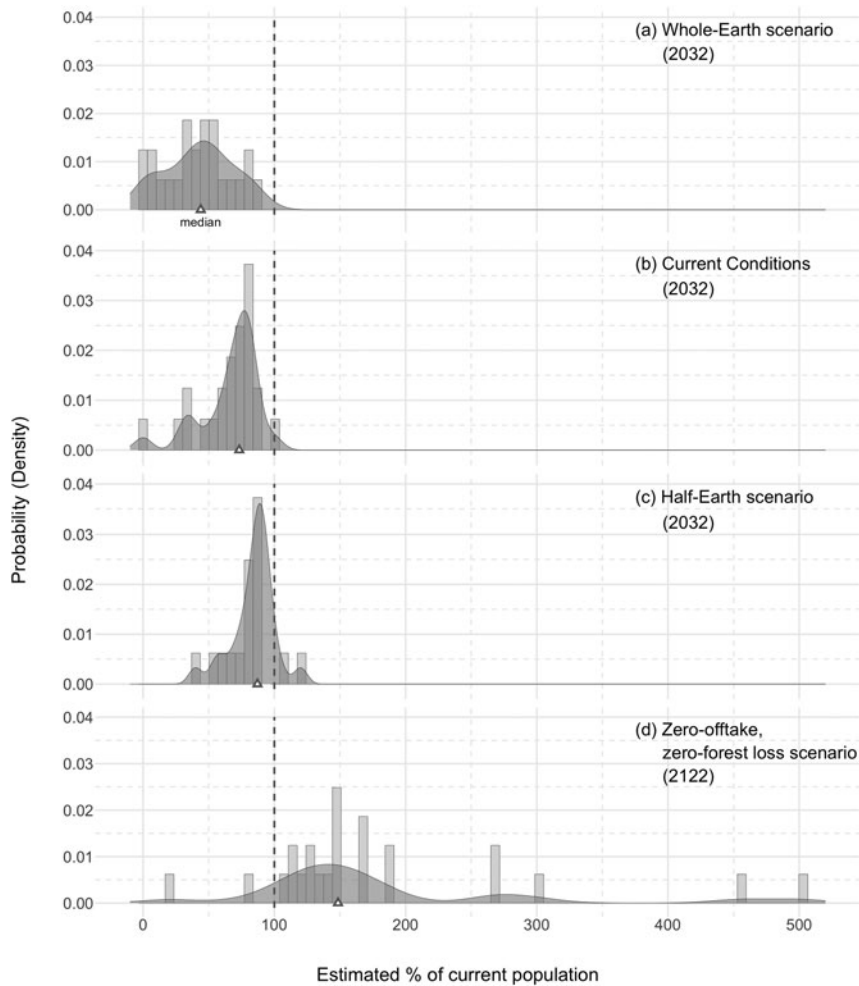 0.04
0.03
0.02
0.01
0.00
(a) Whole-Earth scenario
(2032)
median
0.04
0.03
0.02
0.01
0.00
(b) Current Conditions
(2032)
0.04
0.03
0.02
0.01
0.00
(c) Half-Earth scenario
(2032)
0.04
0.03
0.02
0.01
0.00
(d) Zero-offtake,
zero-forest loss scenario
(2122)
0 100 200 300 400 500
Probability (Density)
Estimated % of current population